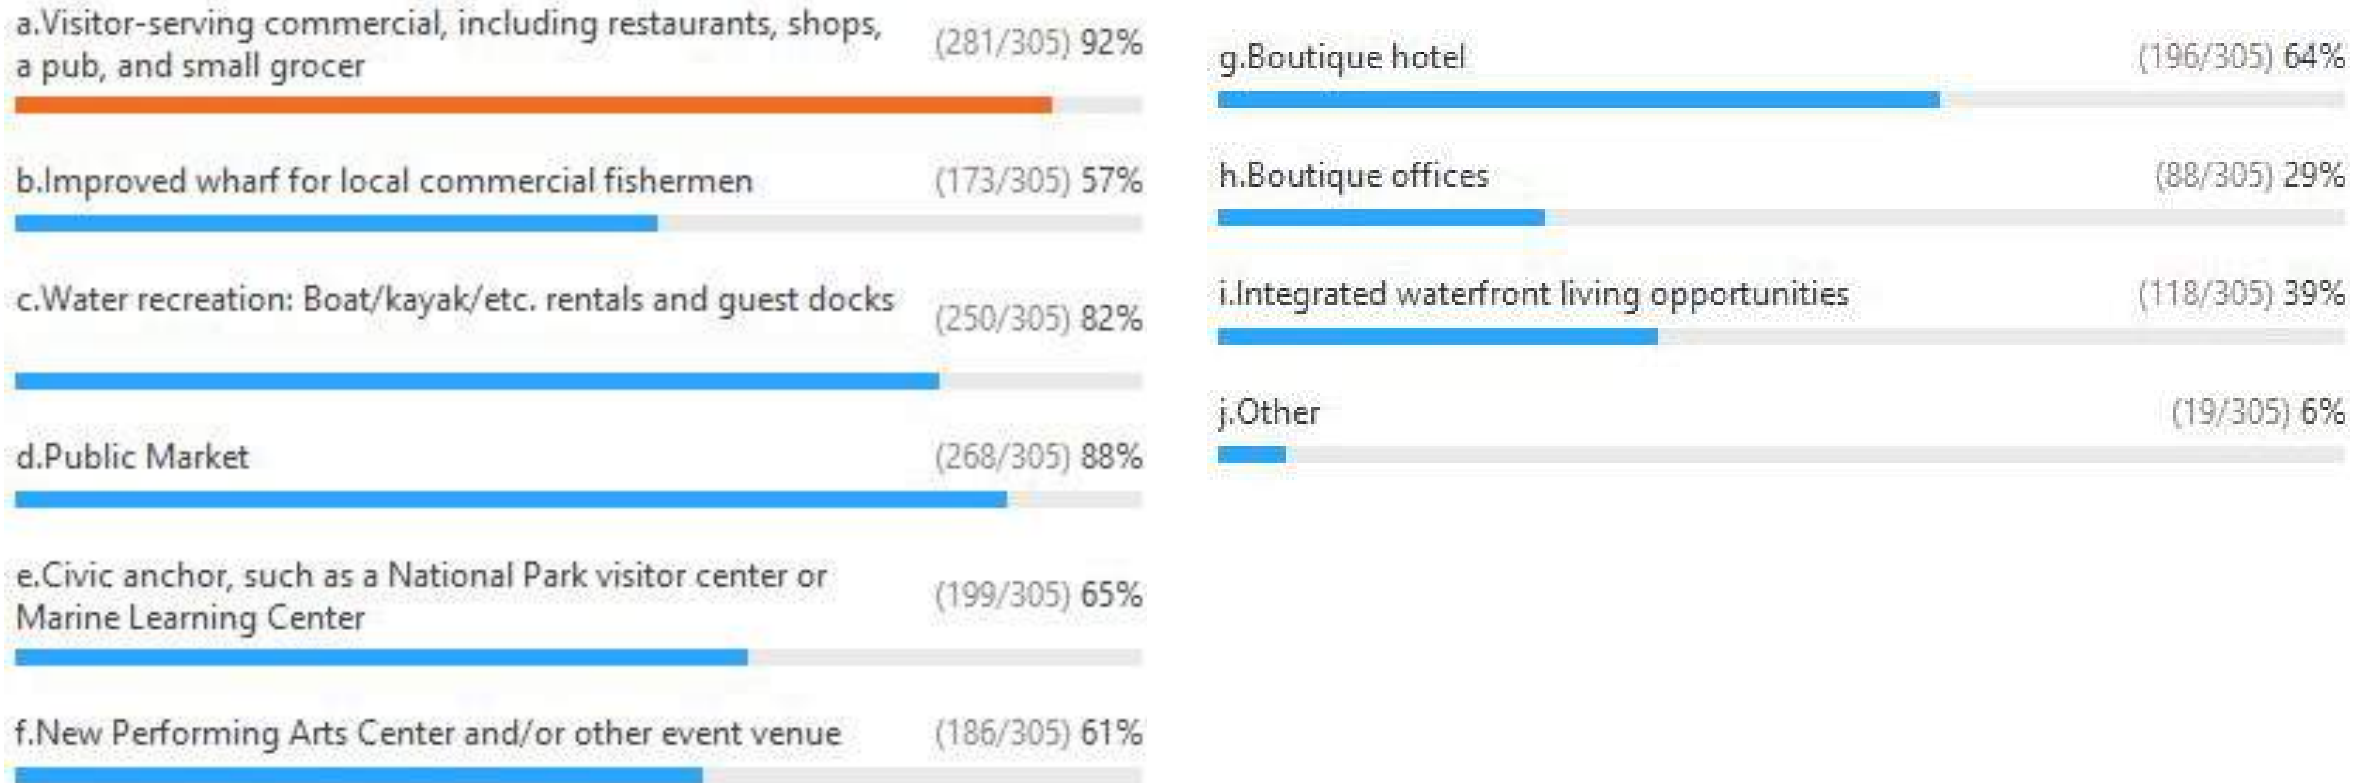 a.Visitor-serving commercial, including restaurants, shops,
a pub, and small grocer
(281/305) 92%
b.Improved wharf for local commercial fishermen
(173/305) 57%
c.Water recreation: Boat/kayak/etc. rentals and guest docks
(250/305) 82%
d.Public Market
(268/305) 88%
e.Civic anchor, such as a National Park visitor center or
Marine Learning Center
(199/305) 65%
f.New Performing Arts Center and/or other event venue
(186/305) 61%
g.Boutique hotel
(196/305) 64%
h.Boutique offices
(88/305) 29%
i.Integrated waterfront living opportunities
(118/305) 39%
j.Other
(19/305) 6%